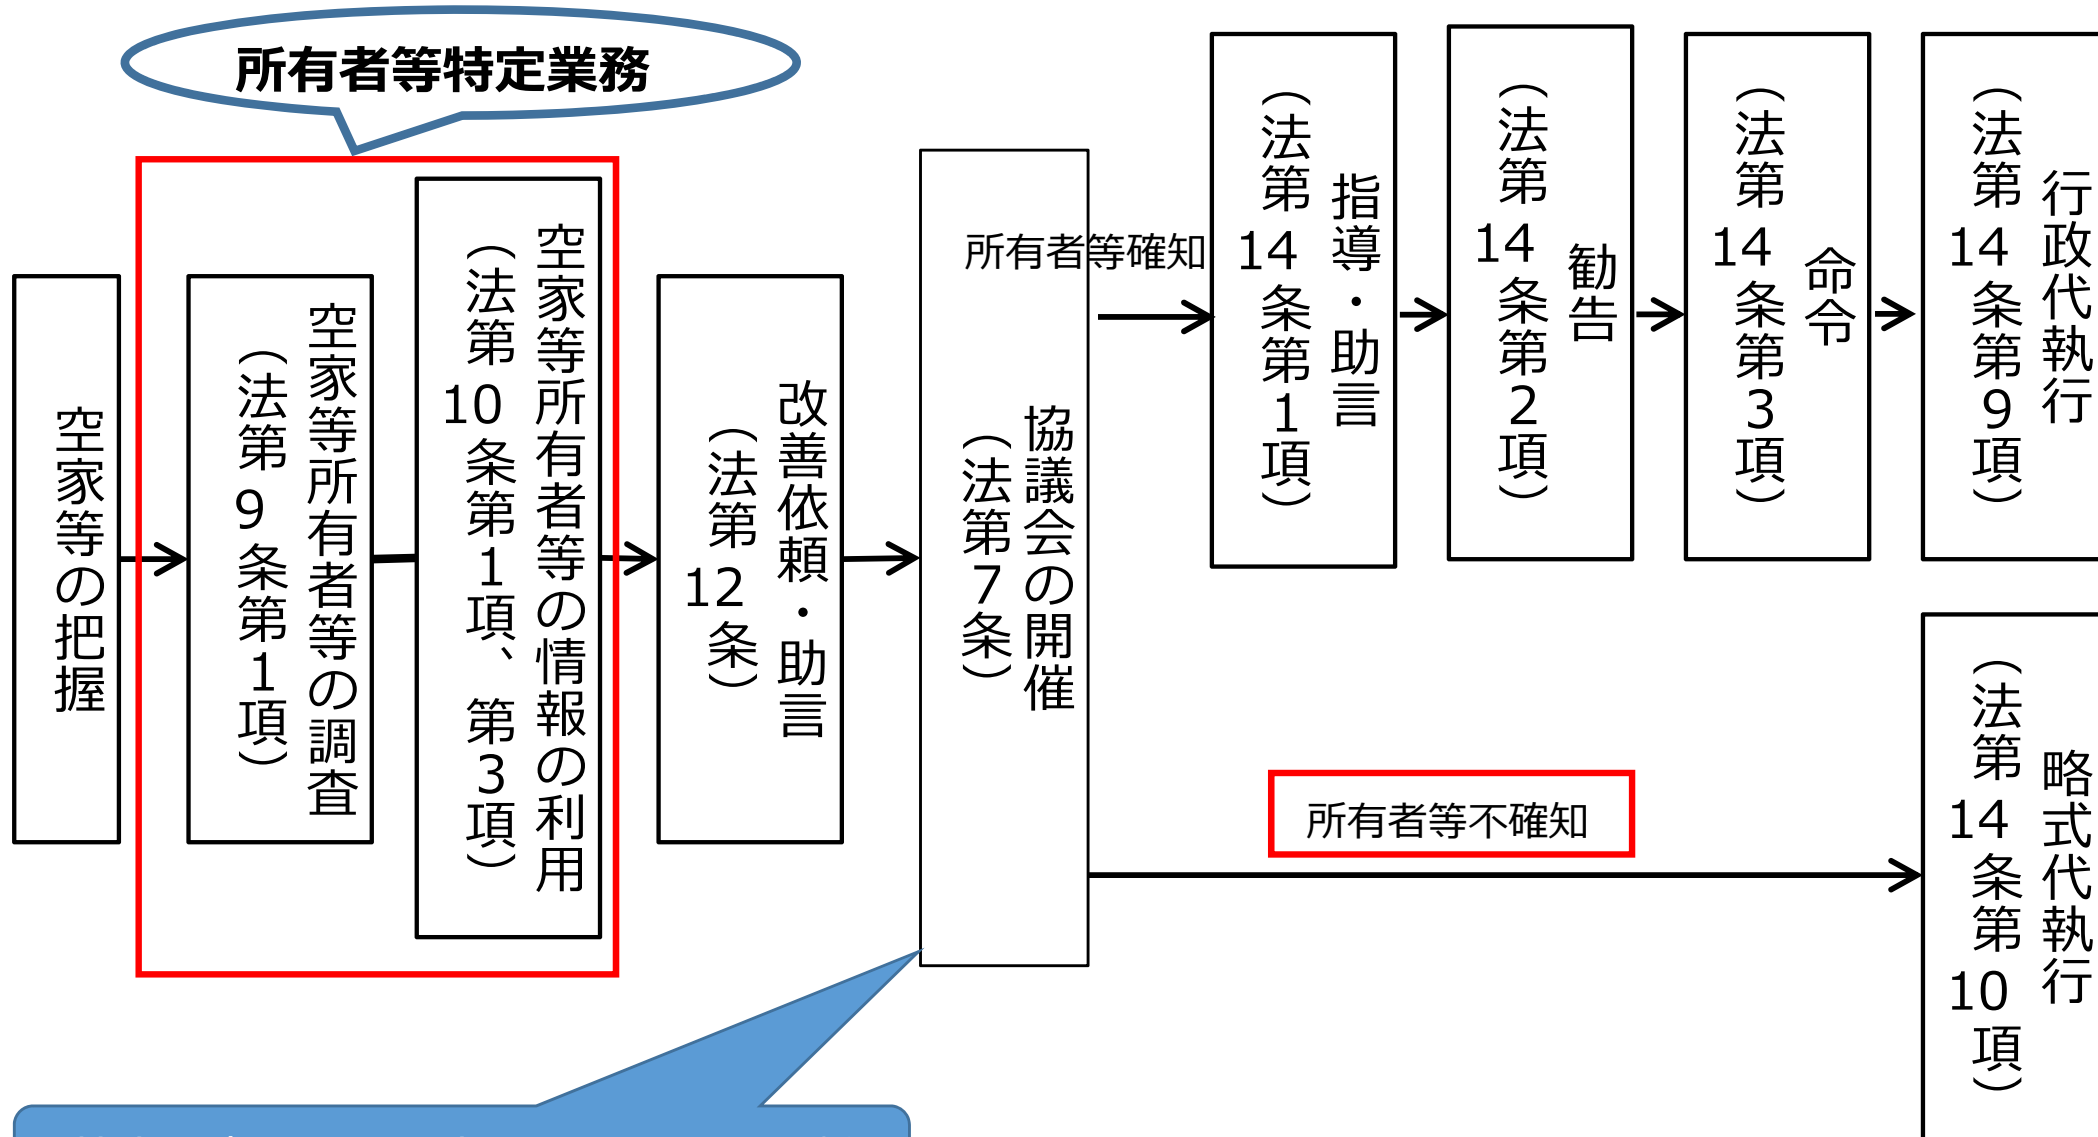 所有者等特定業務
空家等の把握
空家等所有者等の調査
（法第9条第1項）
空家等所有者等の情報の利用
（法第10条第1項、第3項）
改善依頼・助言
（法第12条）
協議会の開催
（法第7条）
所有者等確知
指導・助言
（法第14条第1項）
勧告
（法第14条第2項）
命令
（法第14条第3項）
行政代執行
（法第14条第9項）
所有者等不確知
略式代執行
（法第14条第10項）